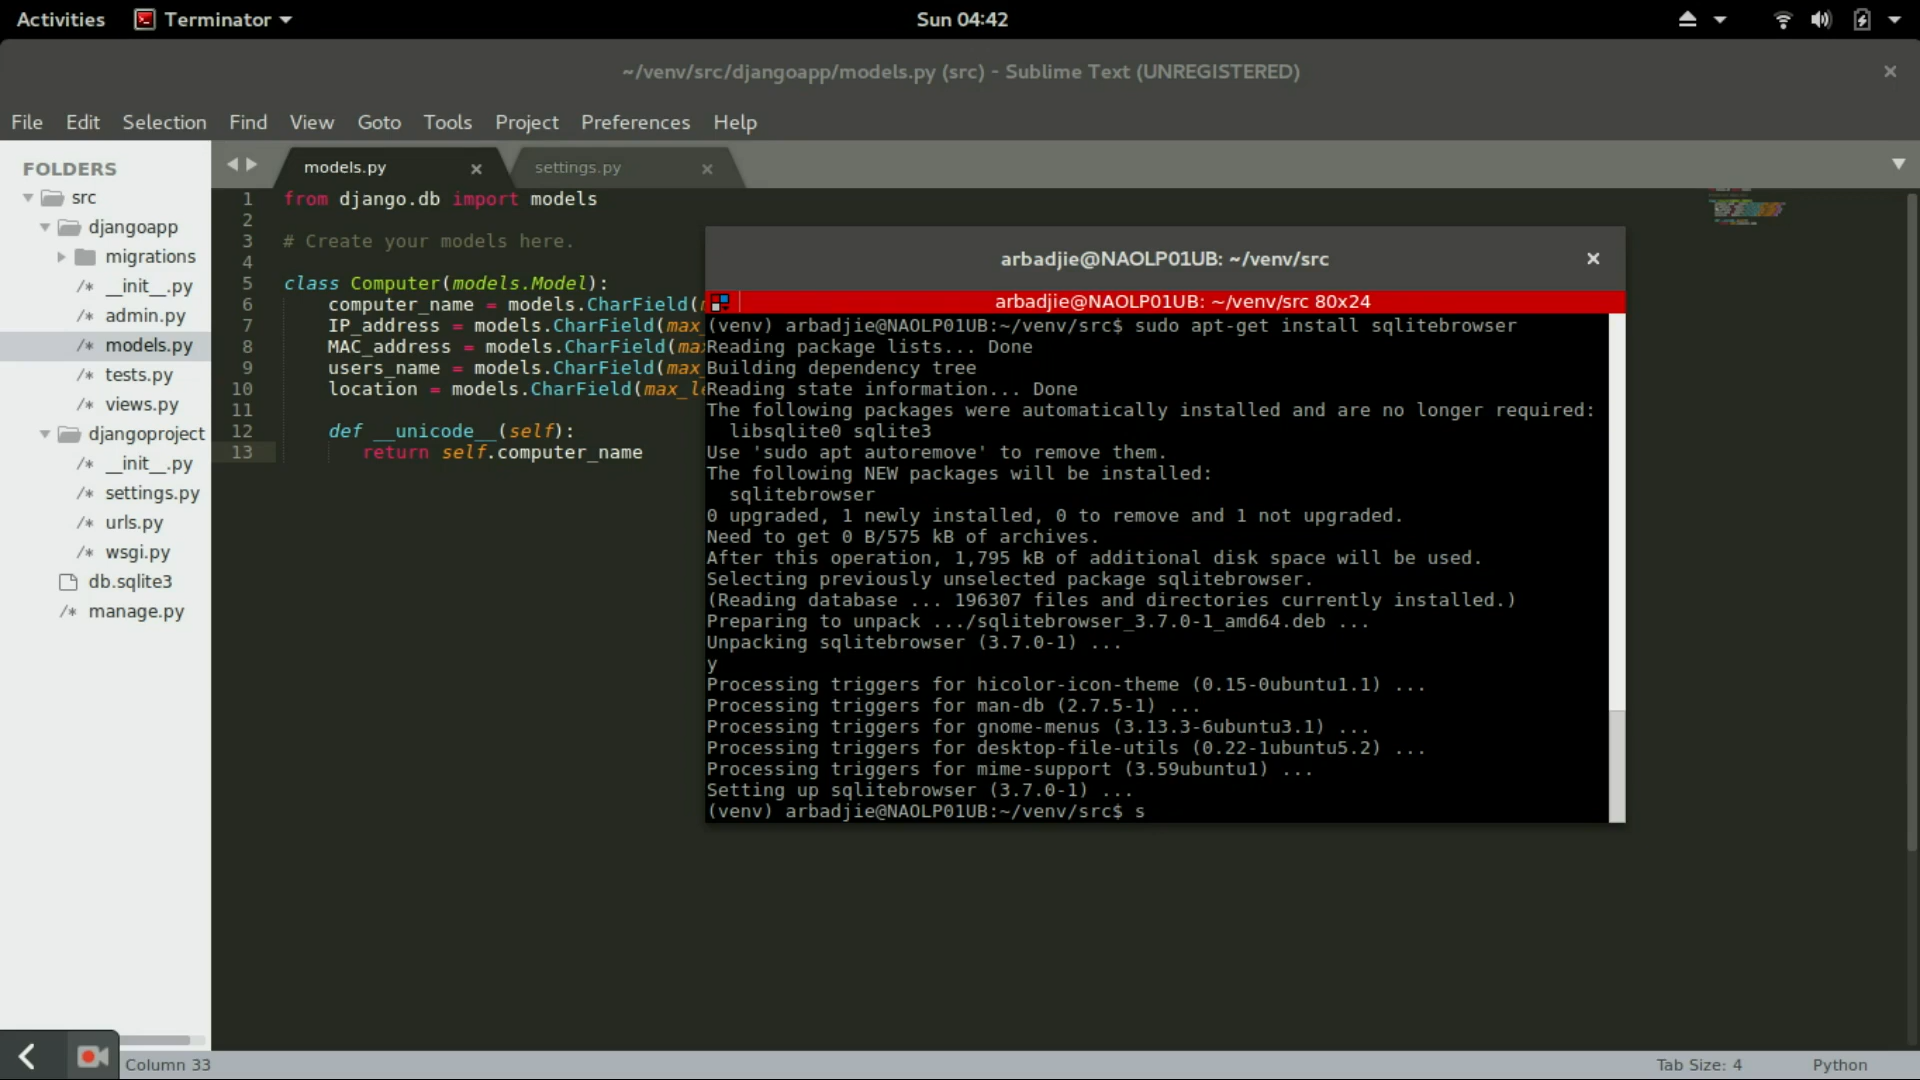 Activities Terminator Sun 04:42
~/venv/src/djangoapp/models.py (src) - Sublime Text (UNREGISTERED)
File Edit Selection Find View Goto Tools Project Preferences Help
FOLDERS
src
djangoapp
migrations
/* __init__.py
/* admin.py
/* models.py
/* tests.py
/* views.py
djangoproject
/* __init__.py
/* settings.py
/* urls.py
/* wsgi.py
db.sqlite3
/* manage.py
models.py settings.py
1 from django.db import models
2
3 # Create your models here.
4
5 class Computer(models.Model):
6 computer_name = models.CharField(
7 IP_address = models.CharField(max_
8 MAC_address = models.CharField(max
9 users_name = models.CharField(max_
10 location = models.CharField(max_le
11
12 def __unicode__(self):
13 return self.computer_name
arbadjie@NAOLP01UB: ~/venv/src
arbadjie@NAOLP01UB: ~/venv/src 80x24
(venv) arbadjie@NAOLP01UB:~/venv/src$ sudo apt-get install sqlitebrowser
Reading package lists... Done
Building dependency tree
Reading state information... Done
The following packages were automatically installed and are no longer required:
libsqlite0 sqlite3
Use 'sudo apt autoremove' to remove them.
The following NEW packages will be installed:
sqlitebrowser
0 upgraded, 1 newly installed, 0 to remove and 1 not upgraded.
Need to get 0 B/575 kB of archives.
After this operation, 1,795 kB of additional disk space will be used.
Selecting previously unselected package sqlitebrowser.
(Reading database ... 196307 files and directories currently installed.)
Preparing to unpack .../sqlitebrowser_3.7.0-1_amd64.deb ...
Unpacking sqlitebrowser (3.7.0-1) ...
y
Processing triggers for hicolor-icon-theme (0.15-0ubuntu1.1) ...
Processing triggers for man-db (2.7.5-1) ...
Processing triggers for gnome-menus (3.13.3-6ubuntu3.1) ...
Processing triggers for desktop-file-utils (0.22-1ubuntu5.2) ...
Processing triggers for mime-support (3.59ubuntu1) ...
Setting up sqlitebrowser (3.7.0-1) ...
(venv) arbadjie@NAOLP01UB:~/venv/src$ s
Column 33 Tab Size: 4 Python